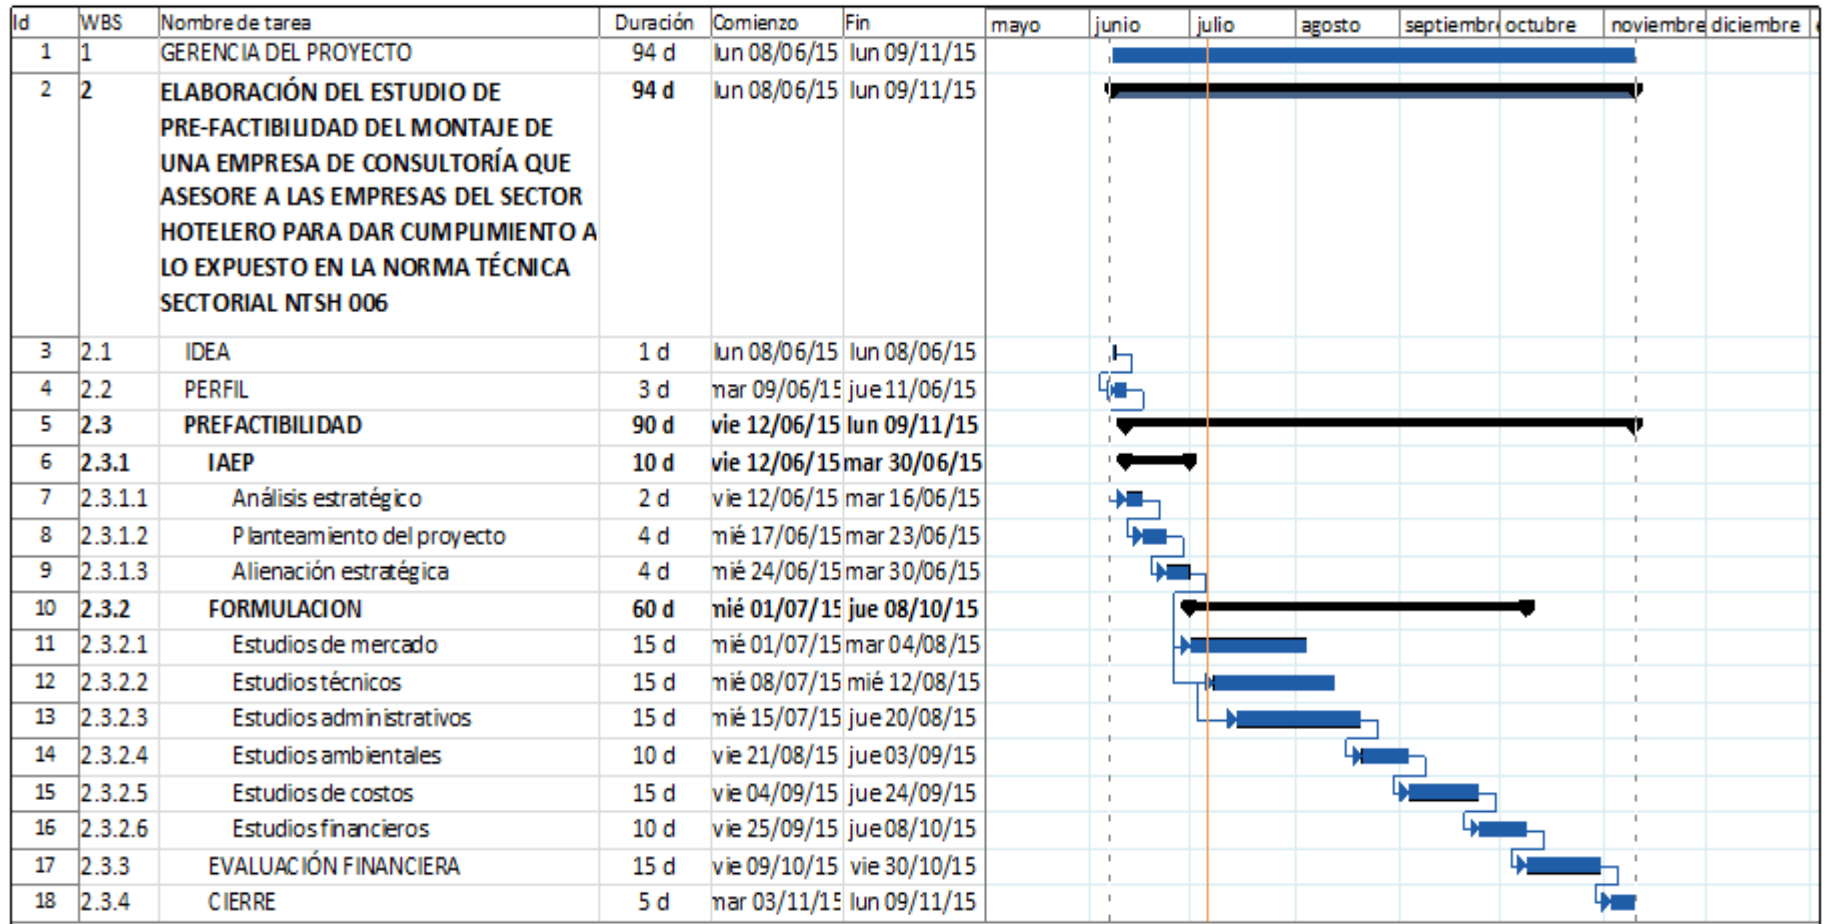 Id WBS Nombre de tarea Duración Comienzo Fin mayo junio julio agosto septiembre octubre noviembre diciembre
1 1 GERENCIA DEL PROYECTO 94 d lun 08/06/15 lun 09/11/15
2 2 ELABORACIÓN DEL ESTUDIO DE 94 d lun 08/06/15 lun 09/11/15
PRE-FACTIBILIDAD DEL MONTAJE DE
UNA EMPRESA DE CONSULTORÍA QUE
ASESORE A LAS EMPRESAS DEL SECTOR
HOTELERO PARA DAR CUMPLIMIENTO A
LO EXPUESTO EN LA NORMA TÉCNICA
SECTORIAL NTSH 006
3 2.1 IDEA 1 d lun 08/06/15 lun 08/06/15
4 2.2 PERFIL 3 d mar 09/06/15 jue 11/06/15
5 2.3 PREFACTIBILIDAD 90 d vie 12/06/15 lun 09/11/15
6 2.3.1 IAEP 10 d vie 12/06/15 mar 30/06/15
7 2.3.1.1 Análisis estratégico 2 d vie 12/06/15 mar 16/06/15
8 2.3.1.2 Planteamiento del proyecto 4 d mié 17/06/15 mar 23/06/15
9 2.3.1.3 Alienación estratégica 4 d mié 24/06/15 mar 30/06/15
10 2.3.2 FORMULACION 60 d mié 01/07/15 jue 08/10/15
11 2.3.2.1 Estudios de mercado 15 d mié 01/07/15 mar 04/08/15
12 2.3.2.2 Estudios técnicos 15 d mié 08/07/15 mié 12/08/15
13 2.3.2.3 Estudios administrativos 15 d mié 15/07/15 jue 20/08/15
14 2.3.2.4 Estudios ambientales 10 d vie 21/08/15 jue 03/09/15
15 2.3.2.5 Estudios de costos 15 d vie 04/09/15 jue 24/09/15
16 2.3.2.6 Estudios financieros 10 d vie 25/09/15 jue 08/10/15
17 2.3.3 EVALUACIÓN FINANCIERA 15 d vie 09/10/15 vie 30/10/15
18 2.3.4 CIERRE 5 d mar 03/11/15 lun 09/11/15